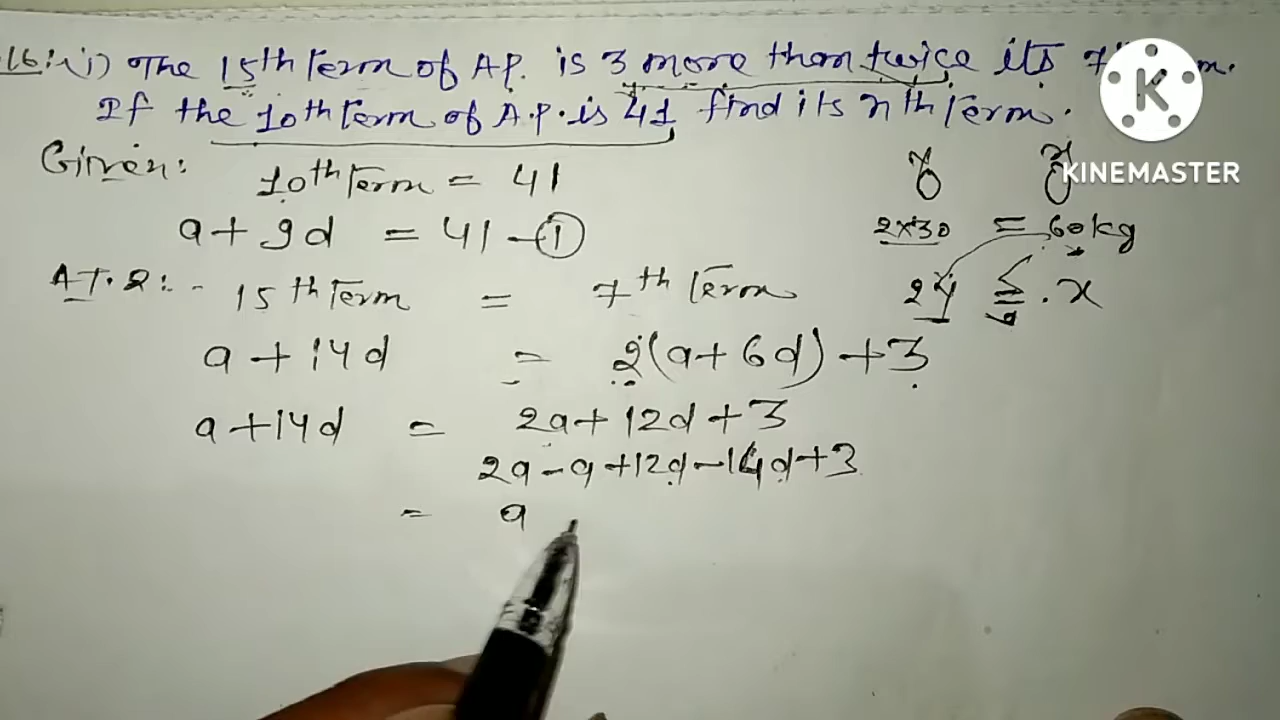 16:(i) The 15th Term of A.P. is 3 more than twice its 7
If the 10th Term of A.P. is 41 find its nth Term.
Given: 10th Term = 41
a + 9d = 41 - ①
A.T.Q:- 15th Term = 7th Term
a + 14d = 2(a + 6d) + 3
a + 14d = 2a + 12d + 3
2a - a + 12d - 14d + 3
= a
2×30 = 60kg
2y = x
K
KINEMASTER